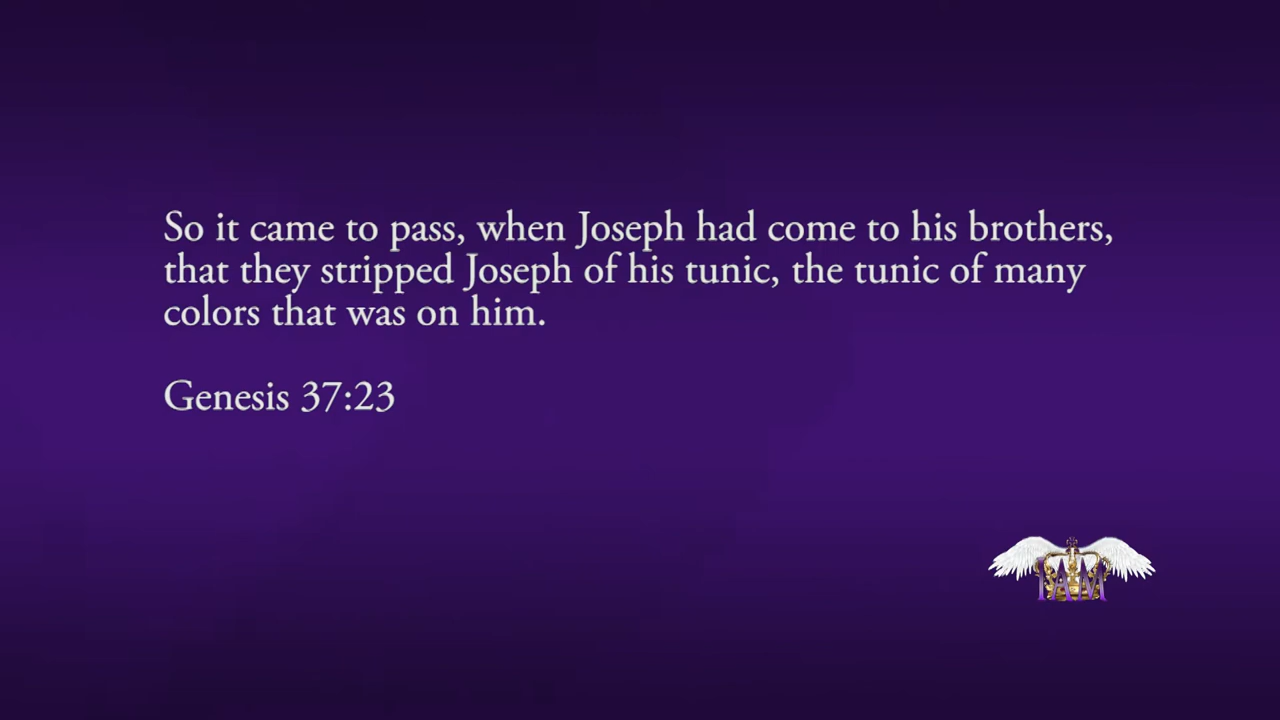 So it came to pass, when Joseph had come to his brothers,
that they stripped Joseph of his tunic, the tunic of many
colors that was on him.
Genesis 37:23
IAM